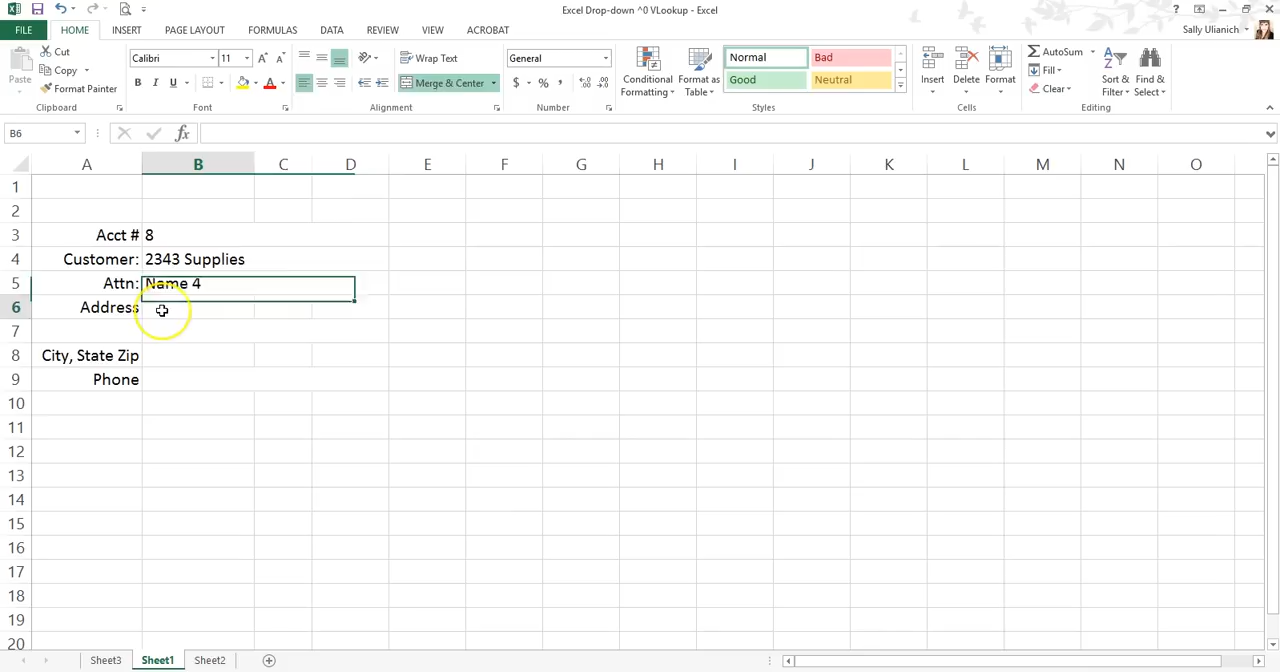 Excel Drop-down ^0 VLookup - Excel
?
FILE HOME INSERT PAGE LAYOUT FORMULAS DATA REVIEW VIEW ACROBAT
Sally Ulianich
Paste
Cut
Copy
Format Painter
Clipboard
Calibri 11
B I U
Font
Wrap Text
Merge & Center
Alignment
General
$ % ,
Number
Conditional Formatting
Format as Table
Normal Bad
Good Neutral
Styles
Insert Delete Format
Cells
AutoSum
Fill
Clear
Sort & Filter
Find & Select
Editing
B6 fx
A B C D E F G H I J K L M N O
1
2
3 Acct # 8
4 Customer: 2343 Supplies
5 Attn: Name 4
6 Address
7
8 City, State Zip
9 Phone
10
11
12
13
14
15
16
17
18
19
20
Sheet3 Sheet1 Sheet2